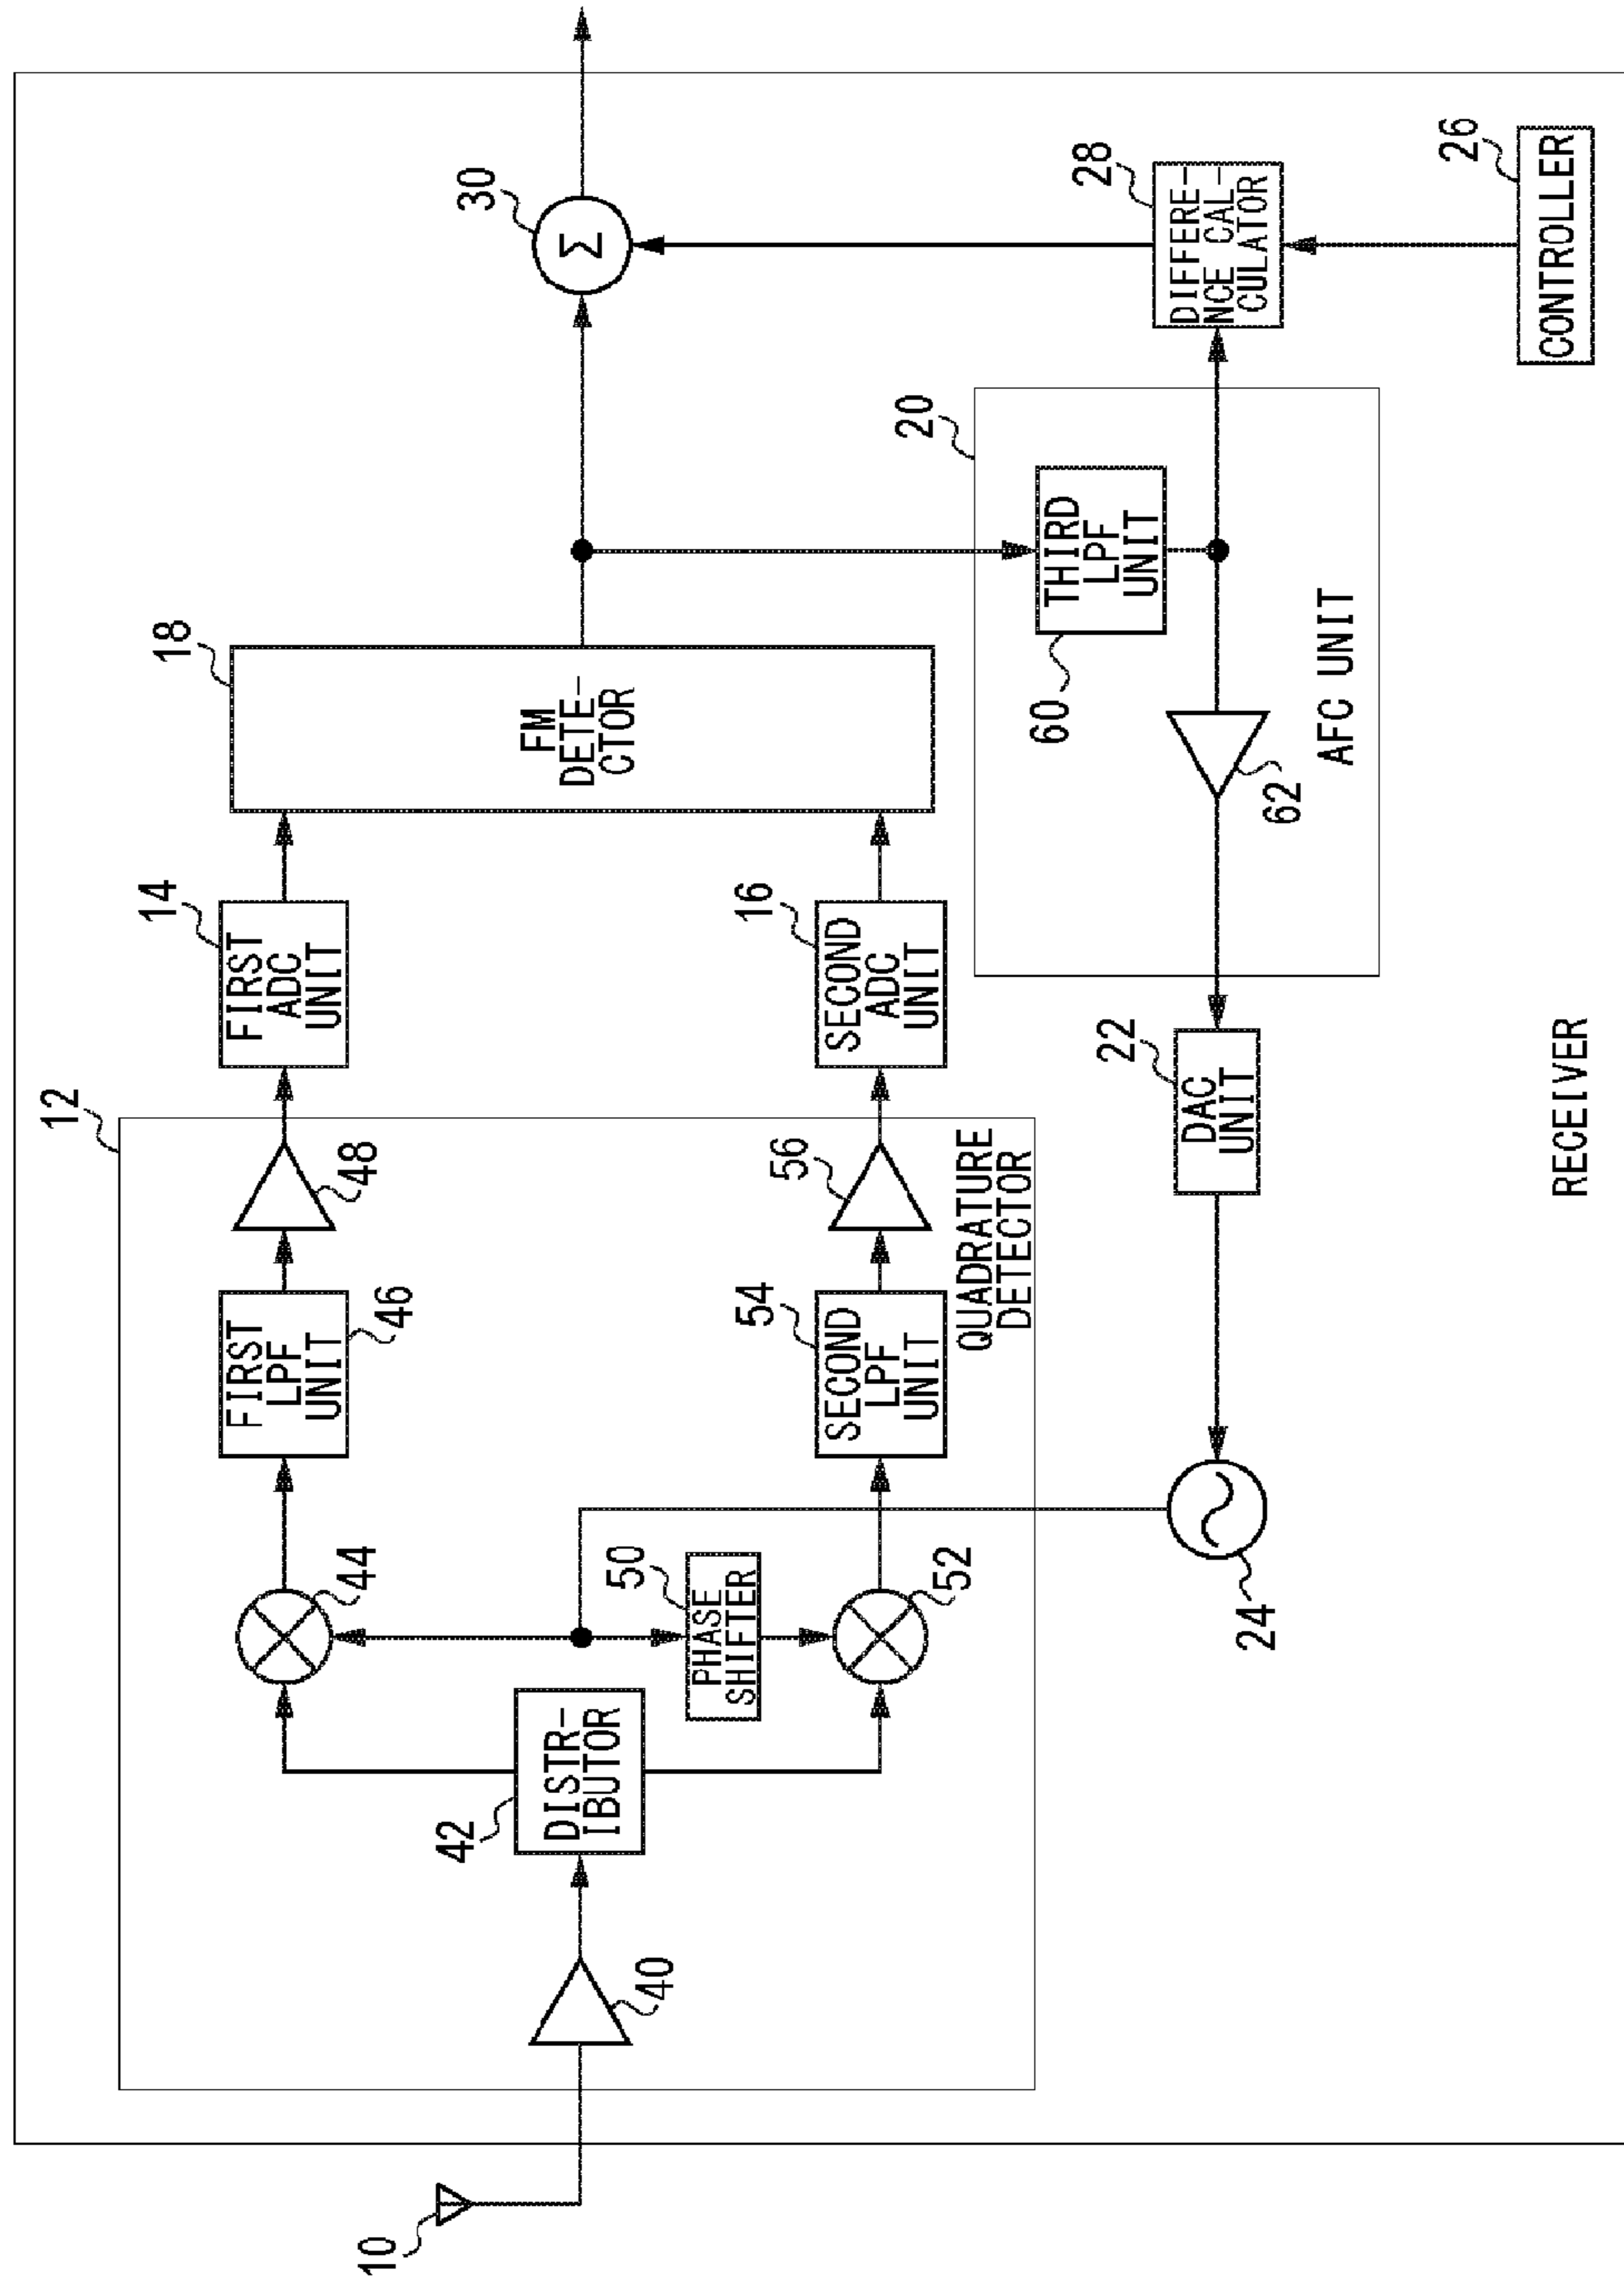 12
14
18
30
FIRST
LPF
UNIT
46
48
FIRST
ADC
UNIT
44
10
40
42
DISTR-
IBUTOR
50
PHASE
SHIFTER
52
54
SECOND
LPF
UNIT
56
QUADRATURE
DETECTOR
16
SECOND
ADC
UNIT
FM
DETE-
CTOR
20
THIRD
LPF
UNIT
60
62
AFC UNIT
22
DAC
UNIT
24
28
DIFFERE-
NCE CAL-
CULATOR
26
CONTROLLER
RECEIVER